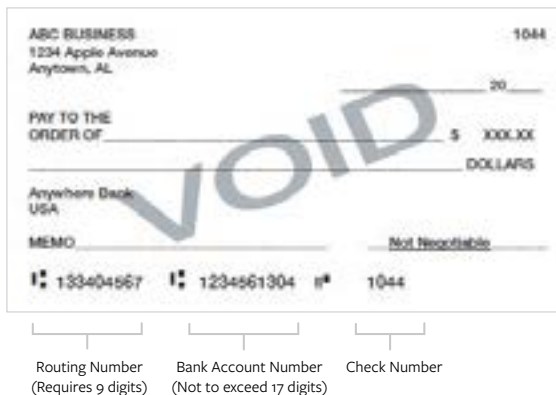 ABC BUSINESS 1044
1234 Apple Avenue
Anytown, AL
20
PAY TO THE
ORDER OF $ XXX.XX
DOLLARS
VOID
Anywhere Bank
USA
MEMO Not Negotiable
⑆ 133404567 ⑆ 1234561304 ⑈ 1044
Routing Number Bank Account Number Check Number
(Requires 9 digits) (Not to exceed 17 digits)